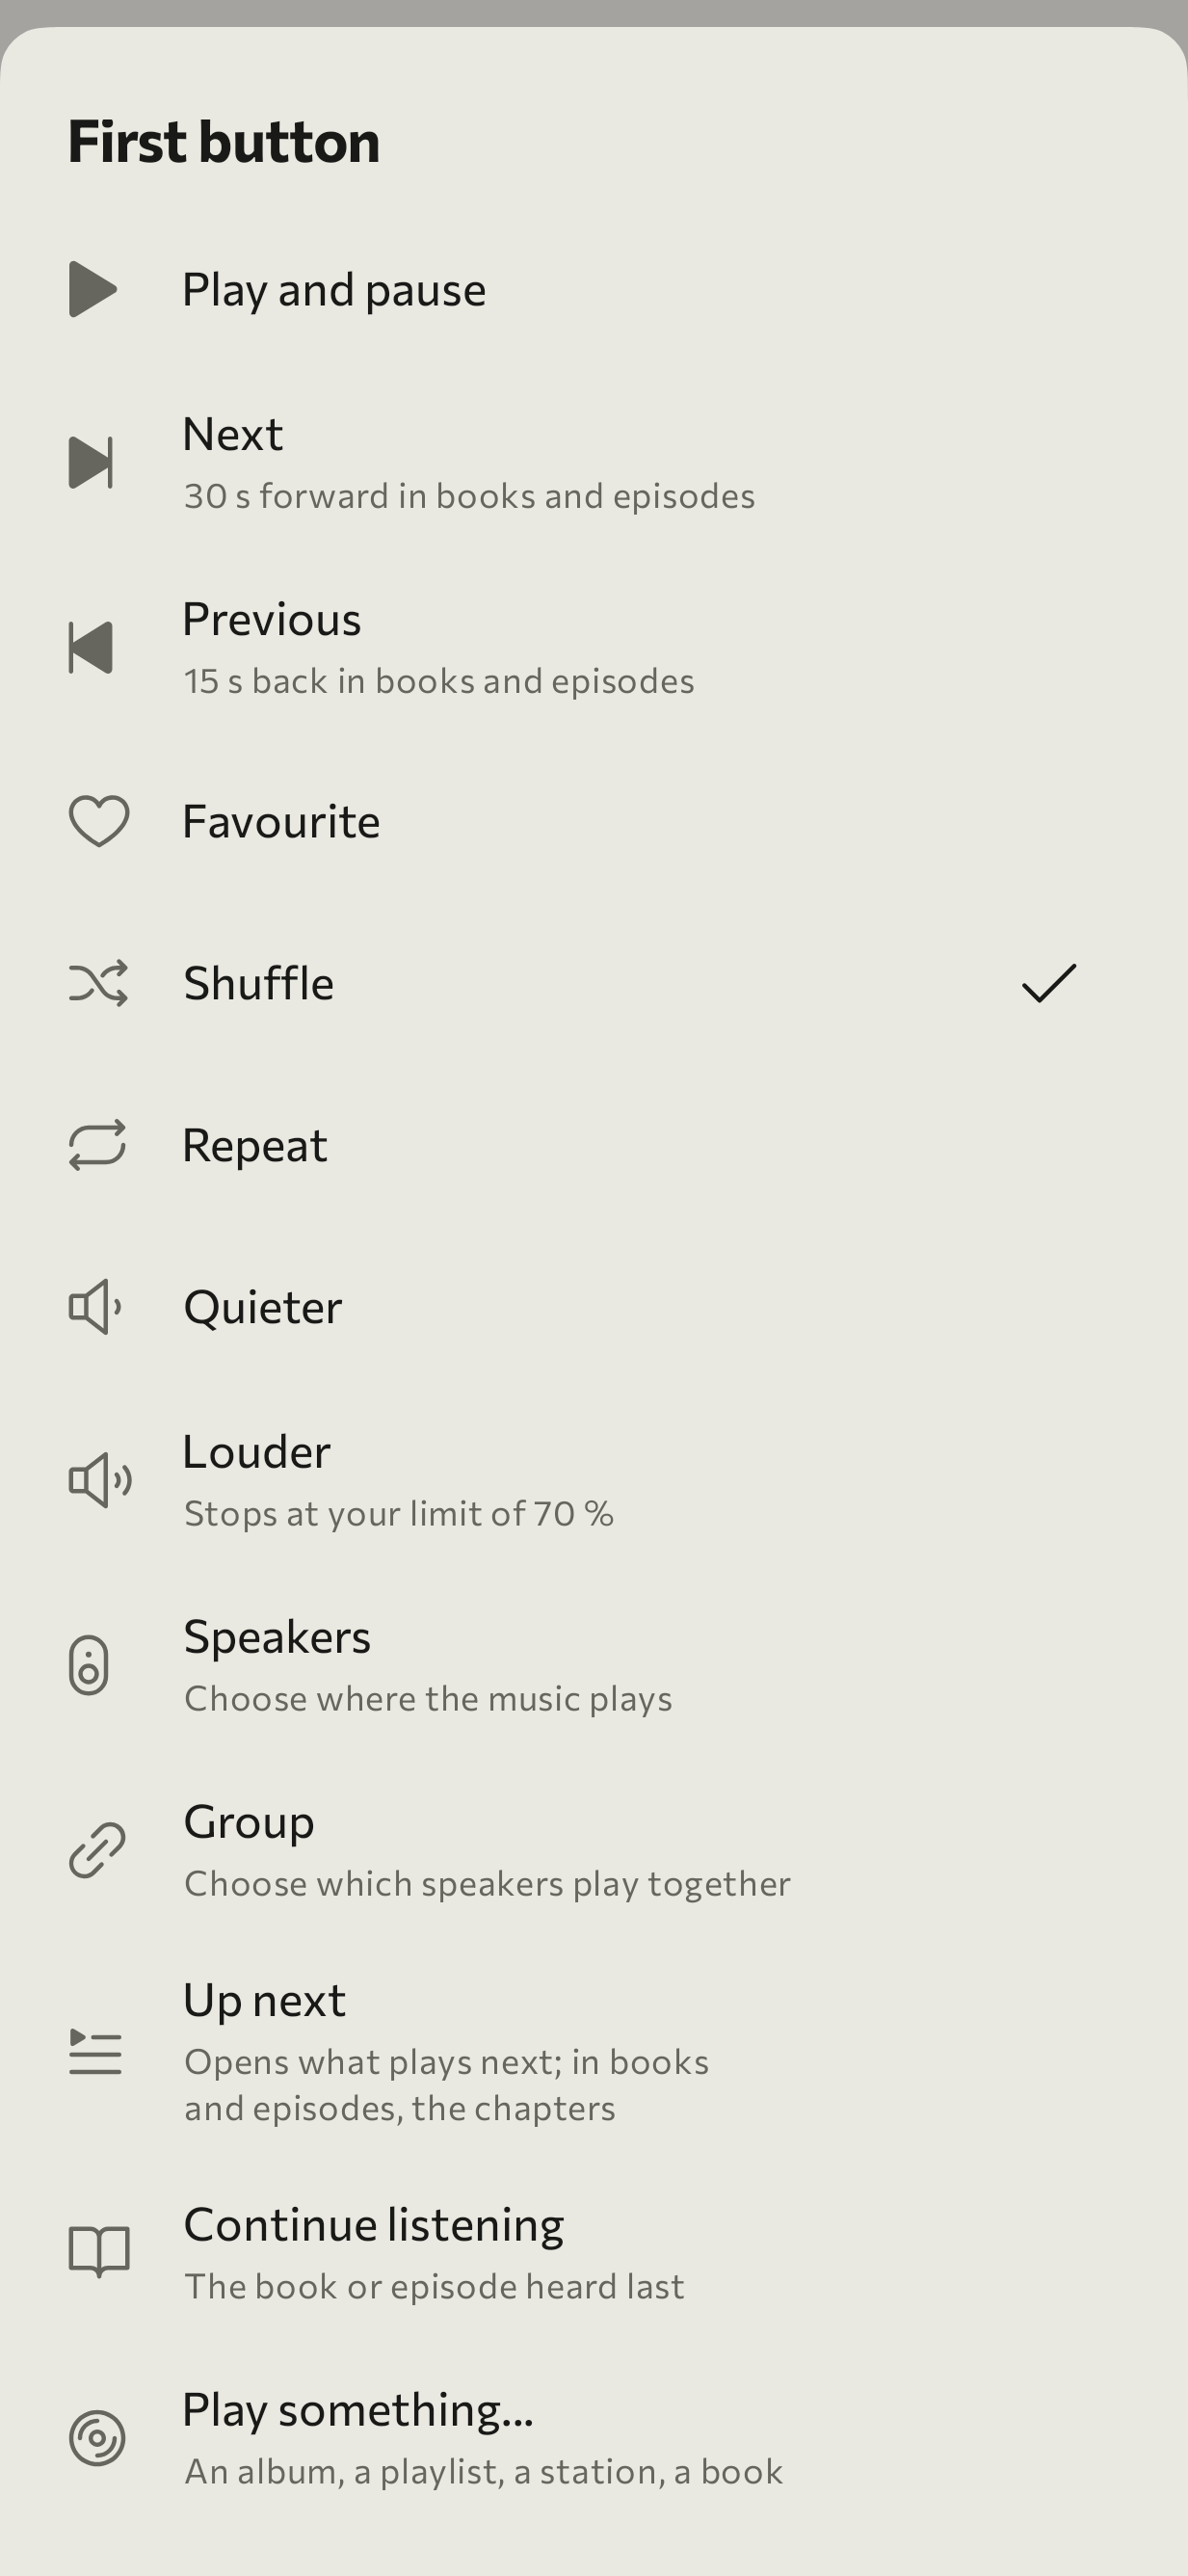 First button
Play and pause
Next
30 s forward in books and episodes
Previous
15 s back in books and episodes
Favourite
Shuffle
Repeat
Quieter
Louder
Stops at your limit of 70 %
Speakers
Choose where the music plays
Group
Choose which speakers play together
Up next
Opens what plays next; in books
and episodes, the chapters
Continue listening
The book or episode heard last
Play something...
An album, a playlist, a station, a book